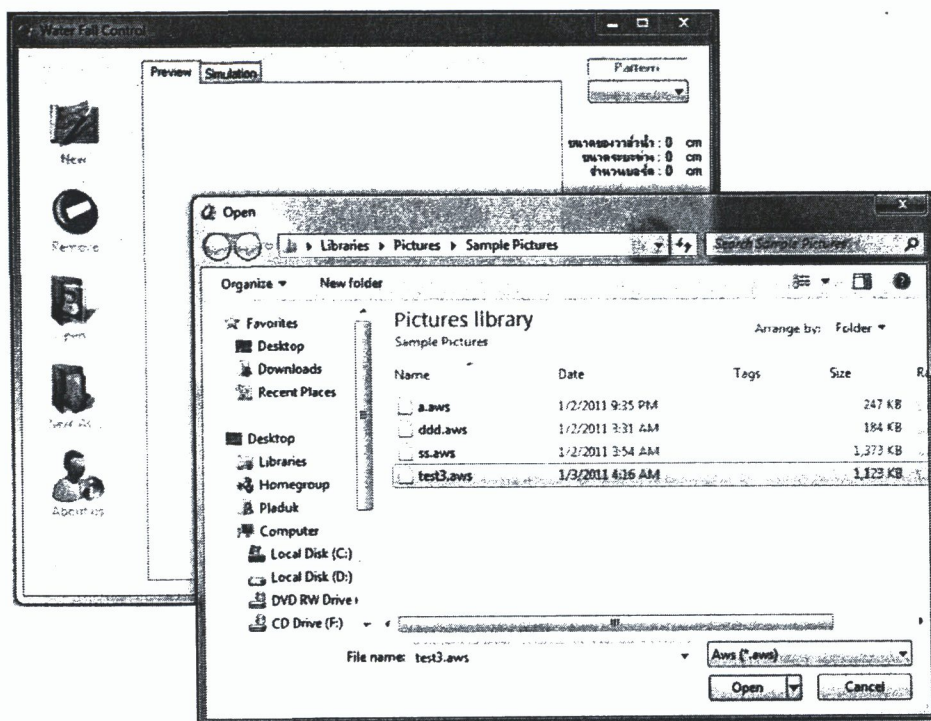 Water Fall Control
Preview Simulation
Pattern
New
ขนาดของวาล์วน้ำ : 0 cm
ขนาดระยะห่าง : 0 cm
จำนวนบอร์ด : 0 cm
Remove
Open
Save As...
About us
Open
Libraries Pictures Sample Pictures
Search Sample Pictures
Organize New folder
Favorites
Desktop
Downloads
Recent Places
Desktop
Libraries
Homegroup
Pladuk
Computer
Local Disk (C:)
Local Disk (D:)
DVD RW Drive
CD Drive (F:)
Pictures library
Sample Pictures
Arrange by: Folder
Name Date Tags Size
a.aws 1/2/2011 9:35 PM 247 KB
ddd.aws 1/2/2011 3:31 AM 184 KB
ss.aws 1/2/2011 3:54 AM 1,373 KB
test3.aws 1/3/2011 4:16 AM 1,123 KB
File name: test3.aws
Aws (*.aws)
Open Cancel